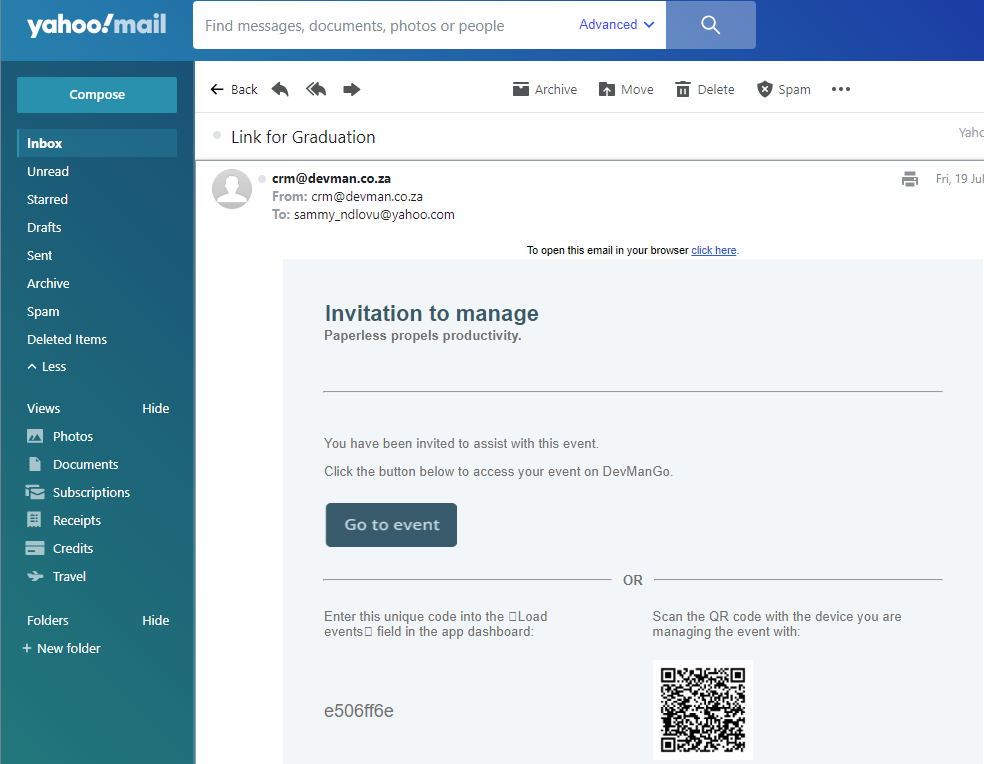 yahoo!mail
Find messages, documents, photos or people
Advanced
Compose
Back
Archive
Move
Delete
Spam
Inbox
Unread
Starred
Drafts
Sent
Archive
Spam
Deleted Items
Less
Views Hide
Photos
Documents
Subscriptions
Receipts
Credits
Travel
Folders Hide
+ New folder
Link for Graduation
crm@devman.co.za
From: crm@devman.co.za
To: sammy_ndlovu@yahoo.com
Fri, 19
To open this email in your browser click here.
Invitation to manage
Paperless propels productivity.
You have been invited to assist with this event.
Click the button below to access your event on DevManGo.
Go to event
OR
Enter this unique code into the □Load
events□ field in the app dashboard:
e506ff6e
Scan the QR code with the device you are
managing the event with: